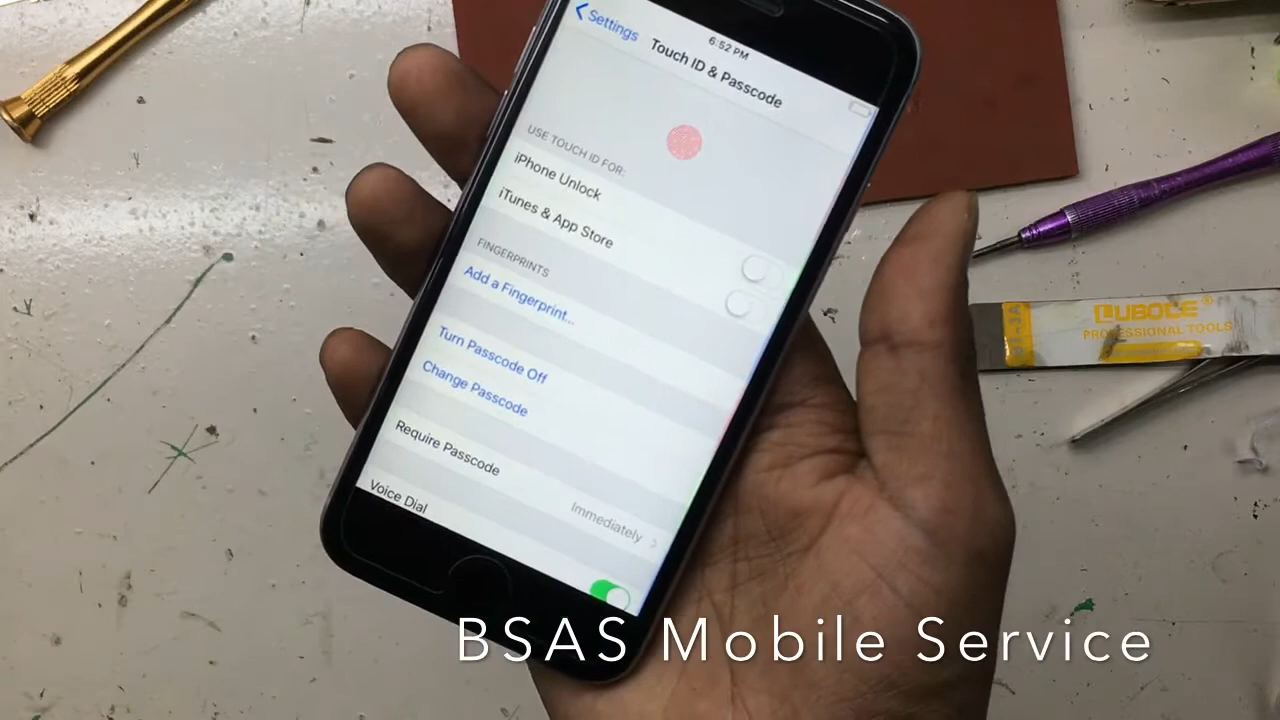 Settings
6:52 PM
Touch ID & Passcode
USE TOUCH ID FOR:
iPhone Unlock
iTunes & App Store
FINGERPRINTS
Add a Fingerprint...
Turn Passcode Off
Change Passcode
Require Passcode
Immediately
Voice Dial
LUBOTE®
PROFESSIONAL TOOLS
BSAS Mobile Service